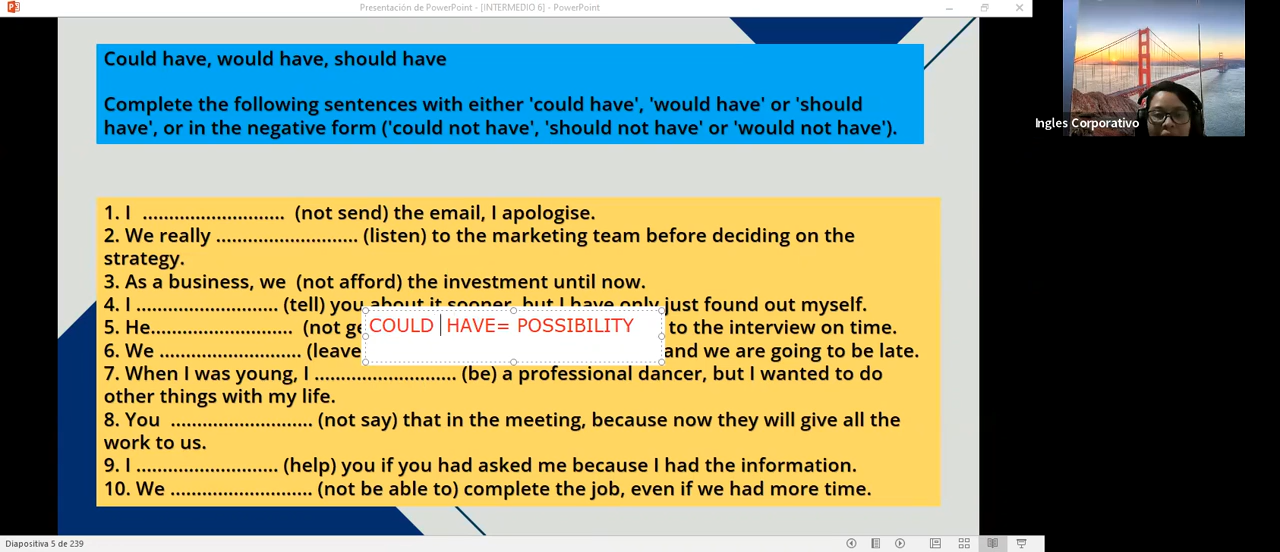 Presentación de PowerPoint - [INTERMEDIO 6] - PowerPoint
Could have, would have, should have
Complete the following sentences with either 'could have', 'would have' or 'should
have', or in the negative form ('could not have', 'should not have' or 'would not have').
Ingles Corporativo
1. I ........................... (not send) the email, I apologise.
2. We really ........................... (listen) to the marketing team before deciding on the
strategy.
3. As a business, we (not afford) the investment until now.
4. I ........................... (tell) you about it sooner, but I have only just found out myself.
5. He........................... (not ge to the interview on time.
COULD HAVE= POSSIBILITY
6. We ........................... (leave and we are going to be late.
7. When I was young, I ........................... (be) a professional dancer, but I wanted to do
other things with my life.
8. You ........................... (not say) that in the meeting, because now they will give all the
work to us.
9. I ........................... (help) you if you had asked me because I had the information.
10. We ........................... (not be able to) complete the job, even if we had more time.
Diapositiva 5 de 239